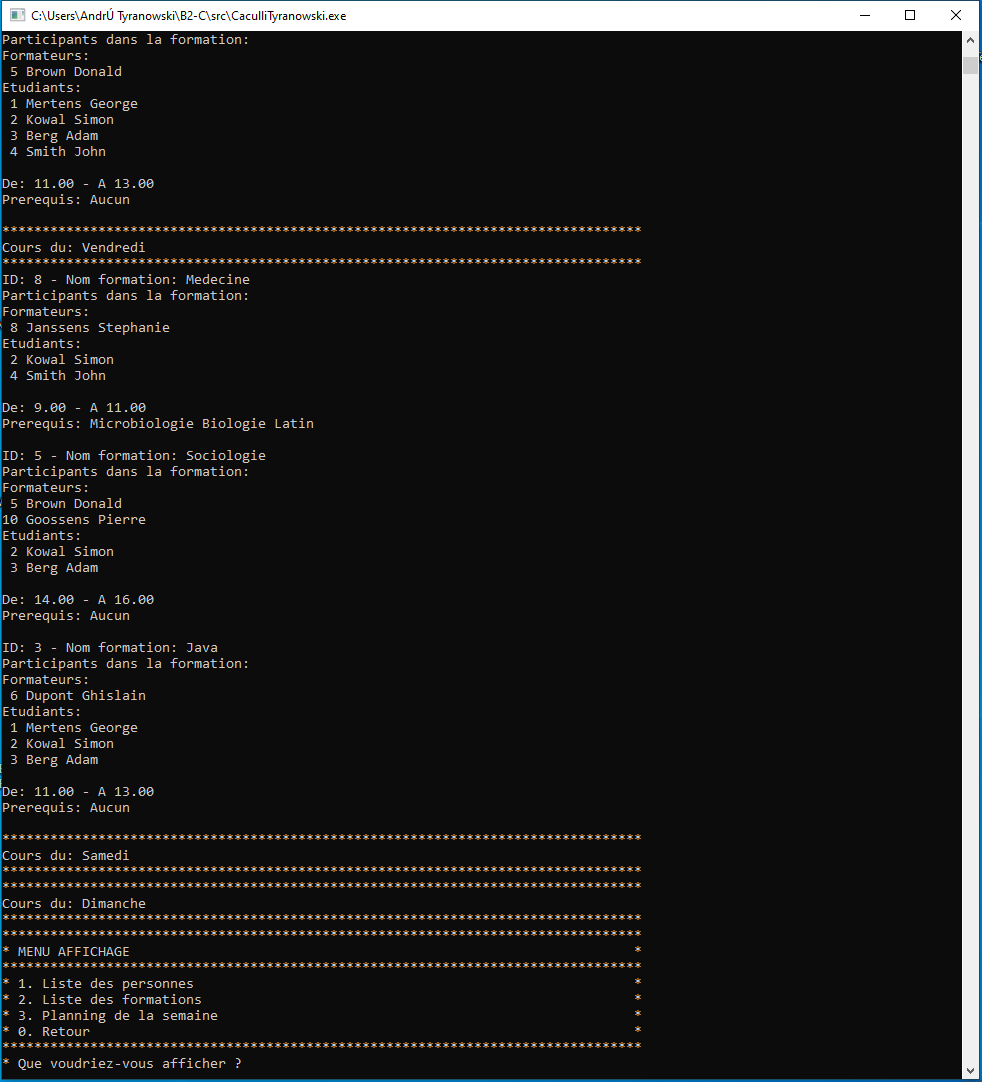 C:\Users\AndrÚ Tyranowski\B2-C\src\CaculliTyranowski.exe
Participants dans la formation:
Formateurs:
5 Brown Donald
Etudiants:
1 Mertens George
2 Kowal Simon
3 Berg Adam
4 Smith John
De: 11.00 - A 13.00
Prerequis: Aucun
********************************************************************************
Cours du: Vendredi
********************************************************************************
ID: 8 - Nom formation: Medecine
Participants dans la formation:
Formateurs:
8 Janssens Stephanie
Etudiants:
2 Kowal Simon
4 Smith John
De: 9.00 - A 11.00
Prerequis: Microbiologie Biologie Latin
ID: 5 - Nom formation: Sociologie
Participants dans la formation:
Formateurs:
5 Brown Donald
10 Goossens Pierre
Etudiants:
2 Kowal Simon
3 Berg Adam
De: 14.00 - A 16.00
Prerequis: Aucun
ID: 3 - Nom formation: Java
Participants dans la formation:
Formateurs:
6 Dupont Ghislain
Etudiants:
1 Mertens George
2 Kowal Simon
3 Berg Adam
De: 11.00 - A 13.00
Prerequis: Aucun
********************************************************************************
Cours du: Samedi
********************************************************************************
********************************************************************************
Cours du: Dimanche
********************************************************************************
********************************************************************************
* MENU AFFICHAGE *
********************************************************************************
* 1. Liste des personnes *
* 2. Liste des formations *
* 3. Planning de la semaine *
* 0. Retour *
********************************************************************************
* Que voudriez-vous afficher ?